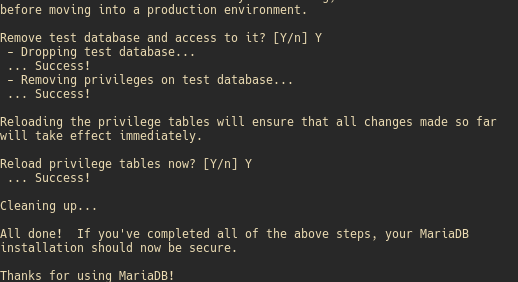 before moving into a production environment.
Remove test database and access to it? [Y/n] Y
 - Dropping test database...
 ... Success!
 - Removing privileges on test database...
 ... Success!
Reloading the privilege tables will ensure that all changes made so far
will take effect immediately.
Reload privilege tables now? [Y/n] Y
 ... Success!
Cleaning up...
All done!  If you've completed all of the above steps, your MariaDB
installation should now be secure.
Thanks for using MariaDB!